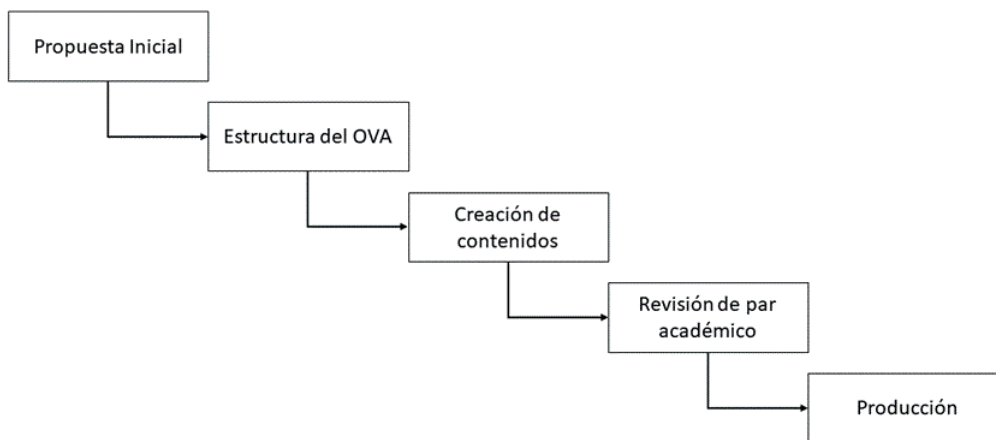 Propuesta Inicial
Estructura del OVA
Creación de
contenidos
Revisión de par
académico
Producción